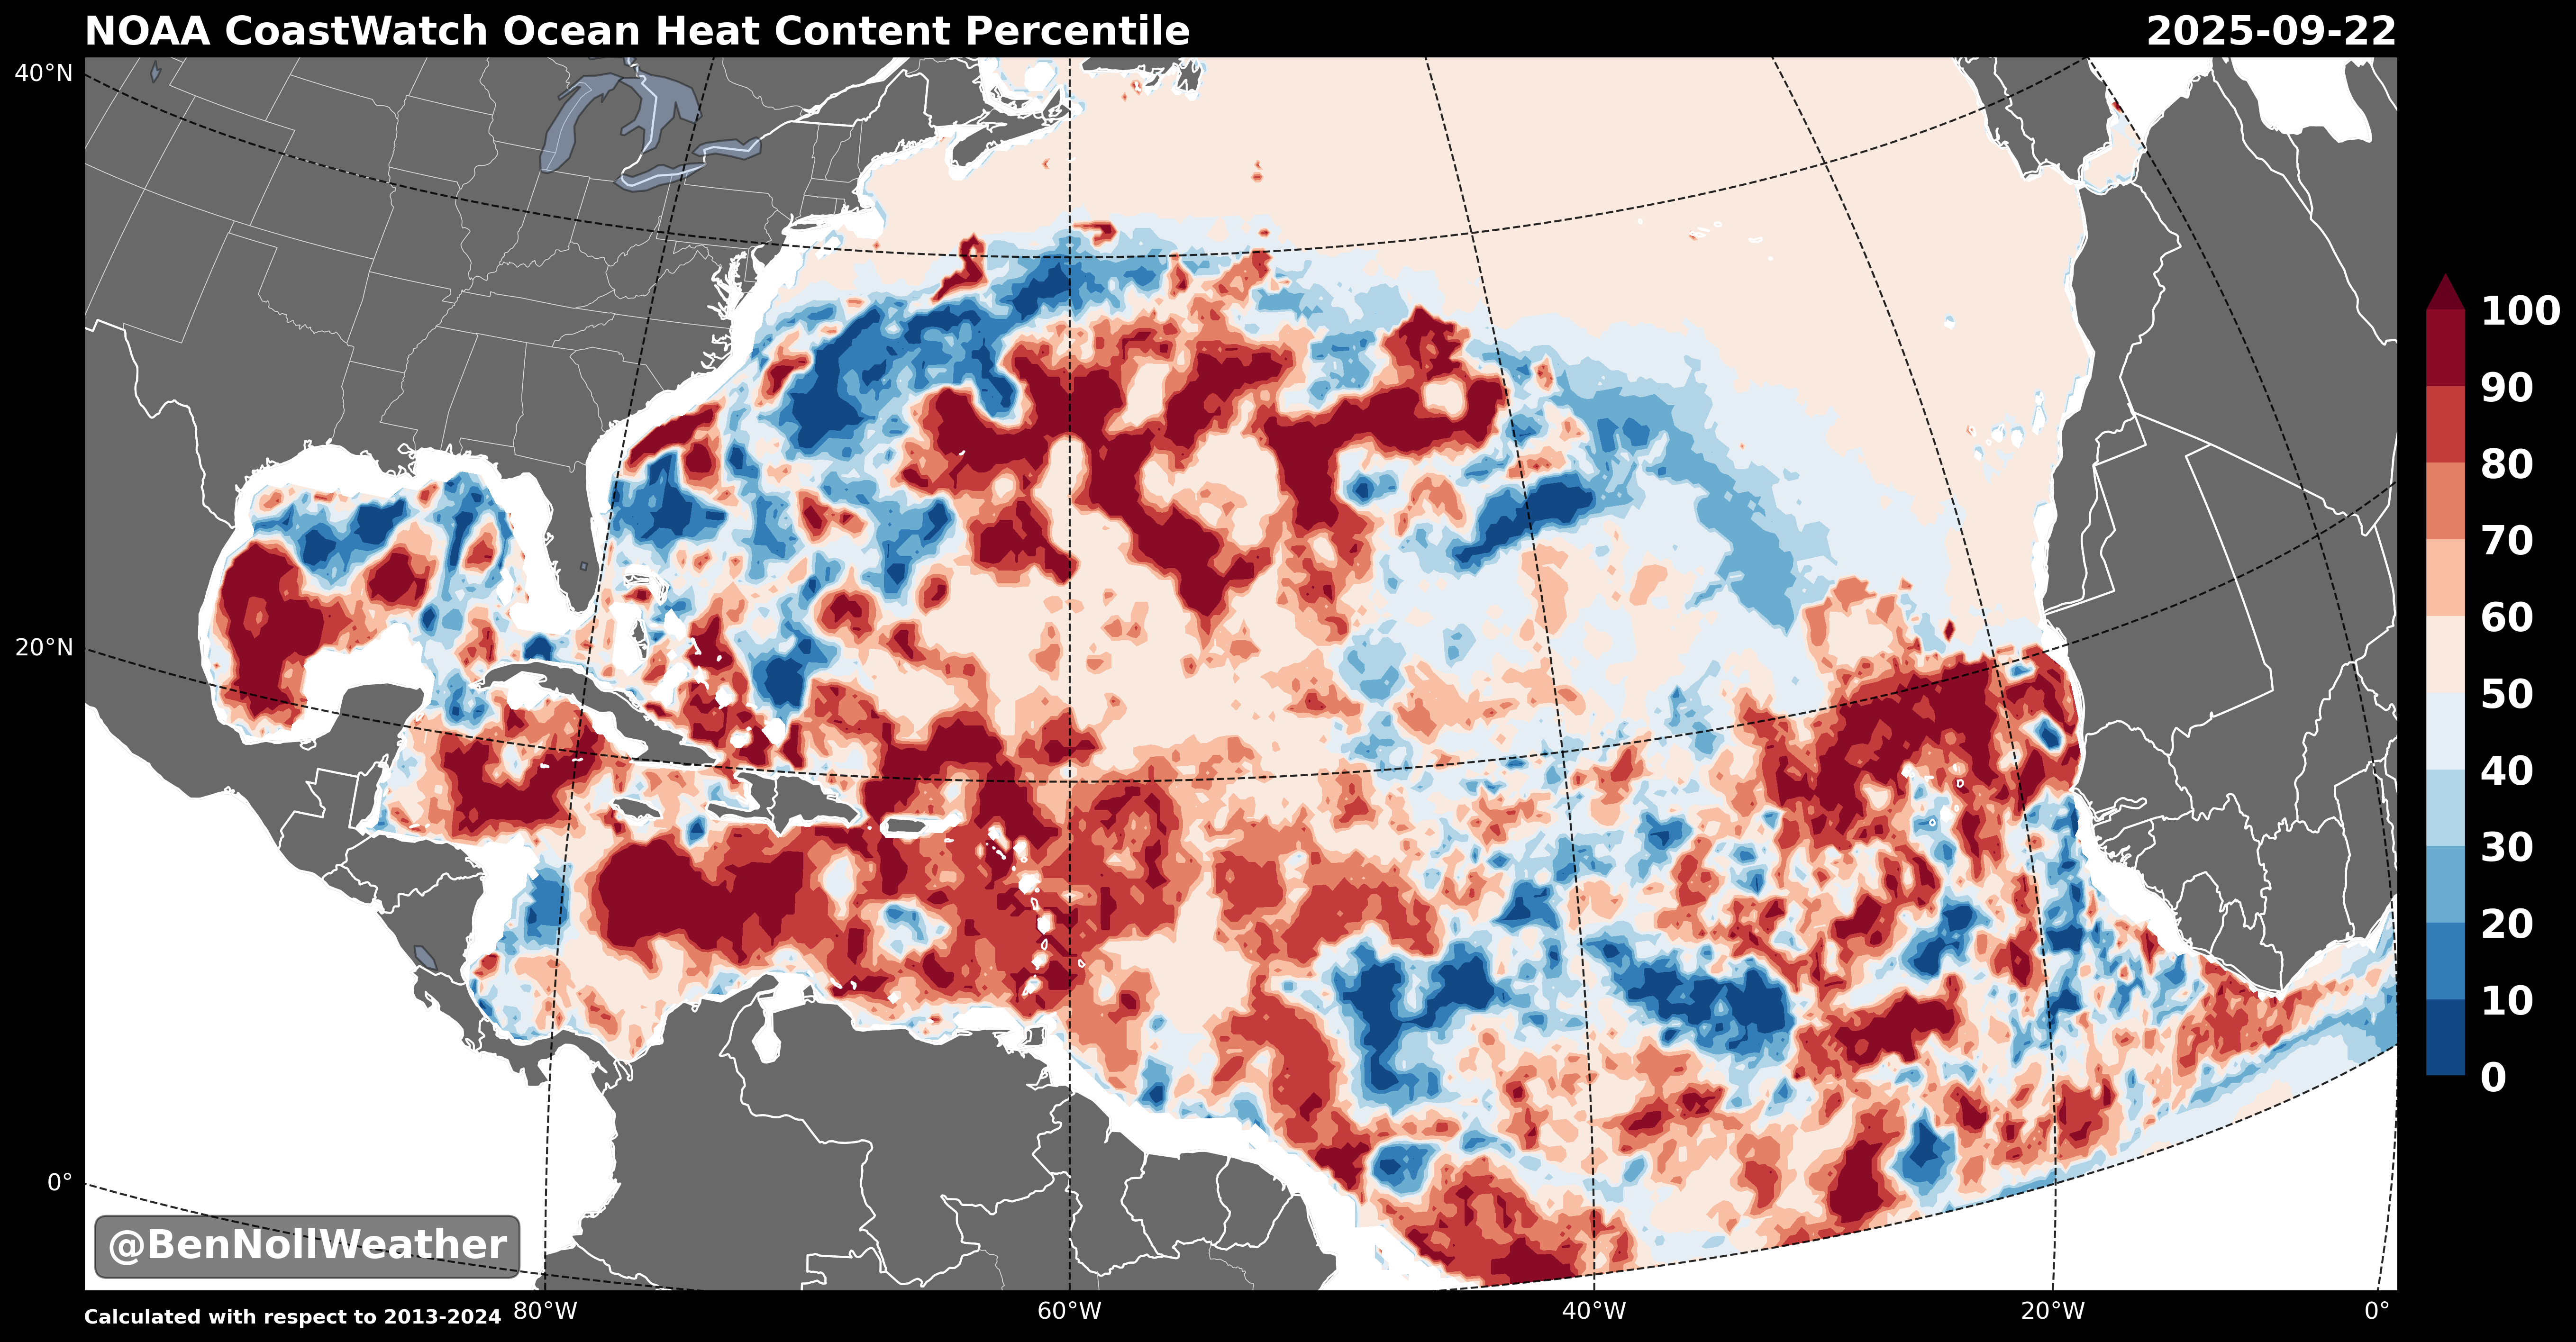 NOAA CoastWatch Ocean Heat Content Percentile
2025-09-22
40°N
20°N
0°
100
90
80
70
60
50
40
30
20
10
0
@BenNollWeather
Calculated with respect to 2013-2024
80°W
60°W
40°W
20°W
0°